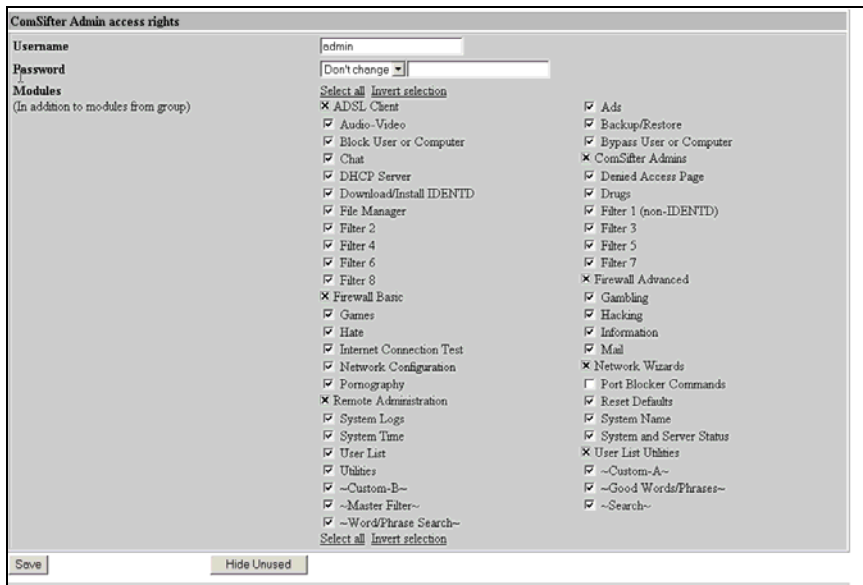 ComSifter Admin access rights
Username admin
Password Don't change
Modules Select all Invert selection
(In addition to modules from group) ADSL Client Ads
Audio-Video Backup/Restore
Block User or Computer Bypass User or Computer
Chat ComSifter Admins
DHCP Server Denied Access Page
Download/Install IDENTD Drugs
File Manager Filter 1 (non-IDENTD)
Filter 2 Filter 3
Filter 4 Filter 5
Filter 6 Filter 7
Filter 8 Firewall Advanced
Firewall Basic Gambling
Games Hacking
Hate Information
Internet Connection Test Mail
Network Configuration Network Wizards
Pornography Port Blocker Commands
Remote Administration Reset Defaults
System Logs System Name
System Time System and Server Status
User List User List Utilities
Utilities ~Custom-A~
~Custom-B~ ~Good Words/Phrases~
~Master Filter~ ~Search~
~Word/Phrase Search~
Select all Invert selection
Save Hide Unused